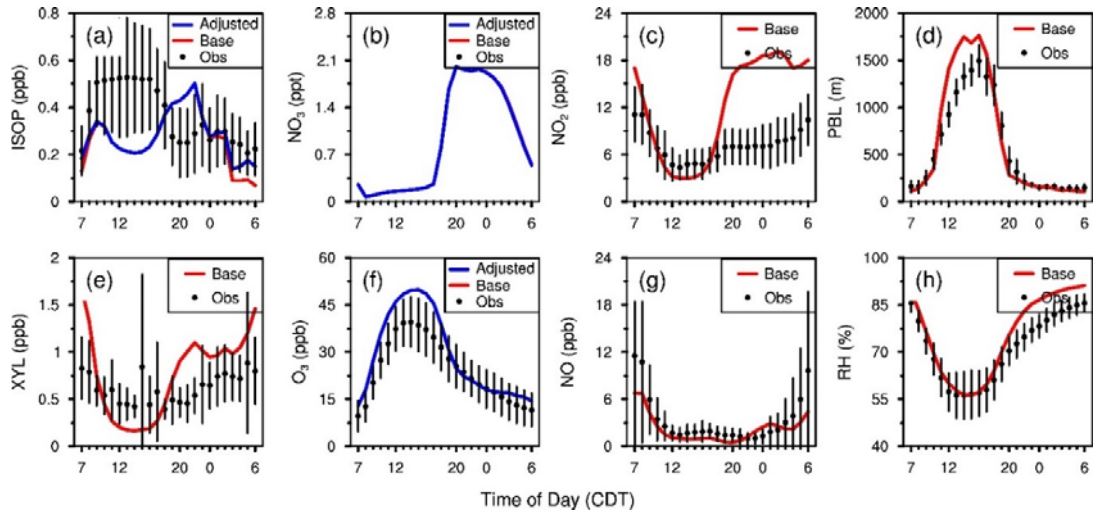 (a)
Adjusted
Base
Obs
ISOP (ppb)
0.8
0.6
0.4
0.2
0
7 12 20 0 6
(b)
Adjusted
Base
Obs
NO3 (ppt)
2.8
2.1
1.4
0.7
0
7 12 20 0 6
(c)
Base
Obs
NO2 (ppb)
24
18
12
6
0
7 12 20 0 6
(d)
Base
Obs
PBL (m)
2000
1500
1000
500
0
7 12 20 0 6
(e)
Base
Obs
XYL (ppb)
2
1.5
1
0.5
0
7 12 20 0 6
(f)
Adjusted
Base
Obs
O3 (ppb)
60
45
30
15
0
7 12 20 0 6
(g)
Base
Obs
NO (ppb)
24
18
12
6
0
7 12 20 0 6
(h)
Base
Obs
RH (%)
100
85
70
55
40
7 12 20 0 6
Time of Day (CDT)